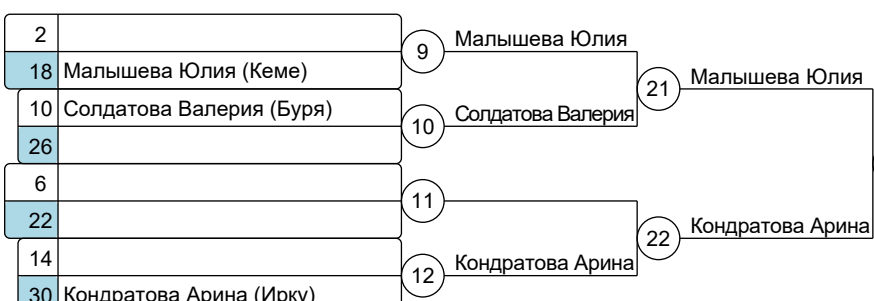 2
9
Малышева Юлия
18 Малышева Юлия (Кеме)
21
Малышева Юлия
10 Солдатова Валерия (Буря)
10
Солдатова Валерия
26
6
11
22
22
Кондратова Арина
14
12
Кондратова Арина
30 Кондратова Арина (Ирку)